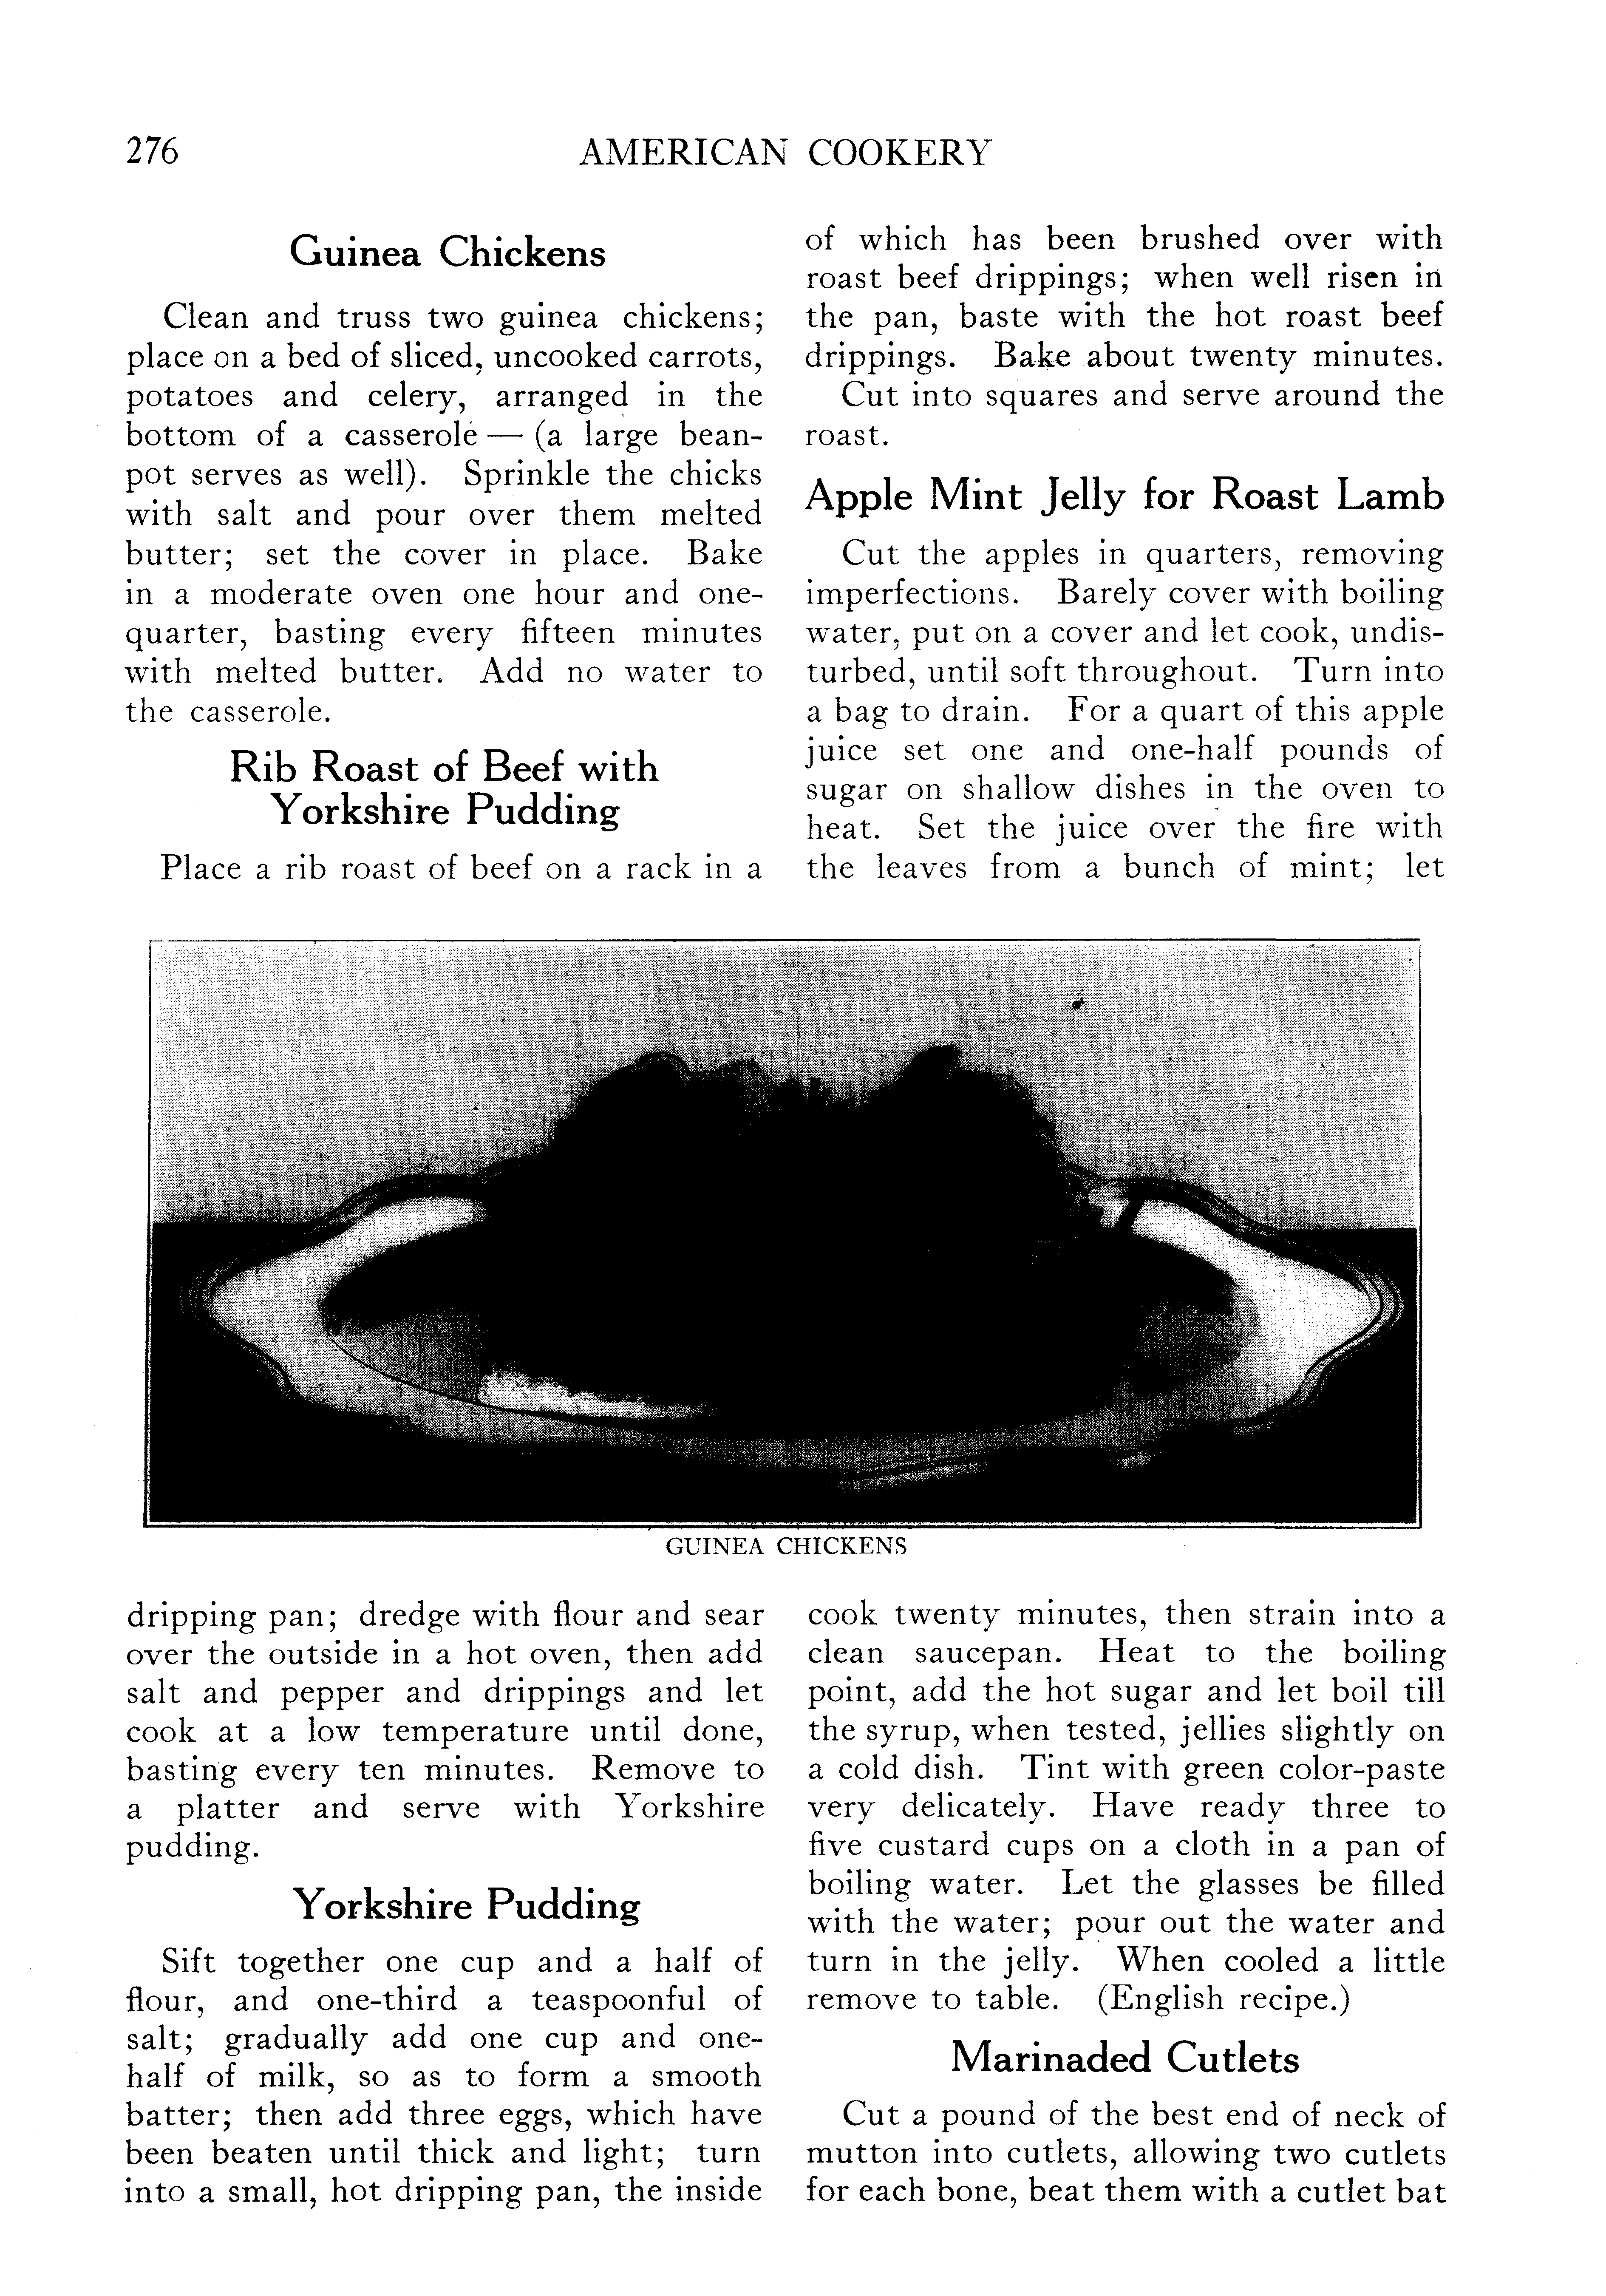 276
AMERICAN COOKERY
Guinea Chickens
Clean and truss two guinea chickens;
place on a bed of sliced, uncooked carrots,
potatoes and celery, arranged in the
bottom of a casserole — (a large bean-
pot serves as well). Sprinkle the chicks
with salt and pour over them melted
butter; set the cover in place. Bake
in a moderate oven one hour and one-
quarter, basting every fifteen minutes
with melted butter. Add no water to
the casserole.
Rib Roast of Beef with
Yorkshire Pudding
Place a rib roast of beef on a rack in a
dripping pan; dredge with flour and sear
over the outside in a hot oven, then add
salt and pepper and drippings and let
cook at a low temperature until done,
basting every ten minutes. Remove to
a platter and serve with Yorkshire
pudding.
Yorkshire Pudding
Sift together one cup and a half of
flour, and one-third a teaspoonful of
salt; gradually add one cup and one-
half of milk, so as to form a smooth
batter; then add three eggs, which have
been beaten until thick and light; turn
into a small, hot dripping pan, the inside
of which has been brushed over with
roast beef drippings; when well risen in
the pan, baste with the hot roast beef
drippings. Bake about twenty minutes.
Cut into squares and serve around the
roast.
Apple Mint Jelly for Roast Lamb
Cut the apples in quarters, removing
imperfections. Barely cover with boiling
water, put on a cover and let cook, undis-
turbed, until soft throughout. Turn into
a bag to drain. For a quart of this apple
juice set one and one-half pounds of
sugar on shallow dishes in the oven to
heat. Set the juice over the fire with
the leaves from a bunch of mint; let
cook twenty minutes, then strain into a
clean saucepan. Heat to the boiling
point, add the hot sugar and let boil till
the syrup, when tested, jellies slightly on
a cold dish. Tint with green color-paste
very delicately. Have ready three to
five custard cups on a cloth in a pan of
boiling water. Let the glasses be filled
with the water; pour out the water and
turn in the jelly. When cooled a little
remove to table. (English recipe.)
Marinaded Cutlets
Cut a pound of the best end of neck of
mutton into cutlets, allowing two cutlets
for each bone, beat them with a cutlet bat
GUINEA CHICKENS